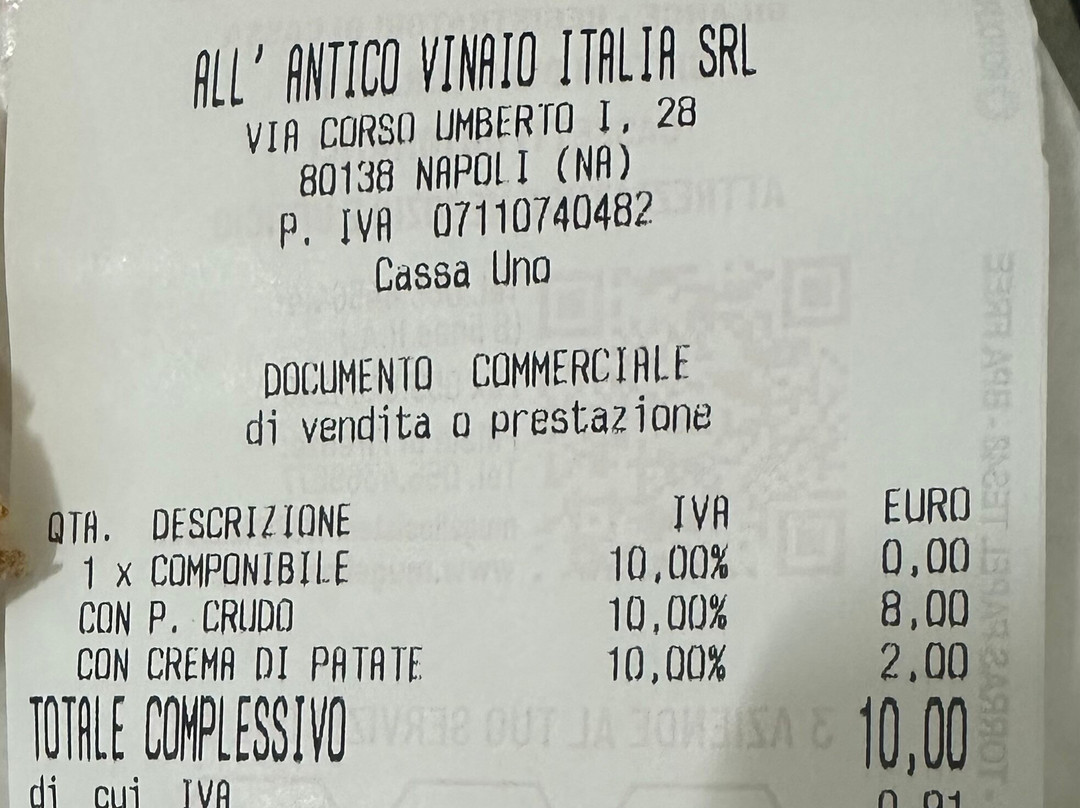 ALL' ANTICO VINAIO ITALIA SRL
VIA CORSO UMBERTO I, 28
80138 NAPOLI (NA)
P. IVA 07110740482
Cassa Uno
DOCUMENTO COMMERCIALE
di vendita o prestazione
QTA. DESCRIZIONE IVA EURO
1 x COMPONIBILE 10,00% 0,00
CON P. CRUDO 10,00% 8,00
CON CREMA DI PATATE 10,00% 2,00
TOTALE COMPLESSIVO 10,00
di cui IVA 0,91